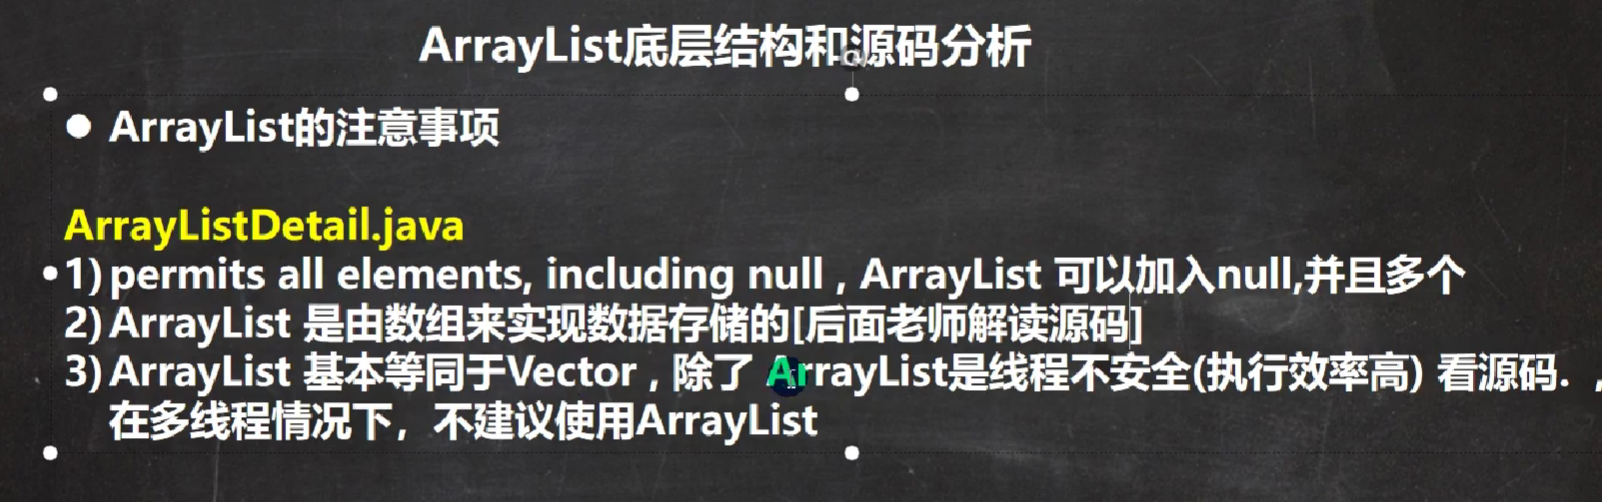 ArrayList底层结构和源码分析
● ArrayList的注意事项
ArrayListDetail.java
1) permits all elements, including null , ArrayList 可以加入null,并且多个
2) ArrayList 是由数组来实现数据存储的[后面老师解读源码]
3) ArrayList 基本等同于Vector , 除了 ArrayList是线程不安全(执行效率高) 看源码. ,
在多线程情况下，不建议使用ArrayList